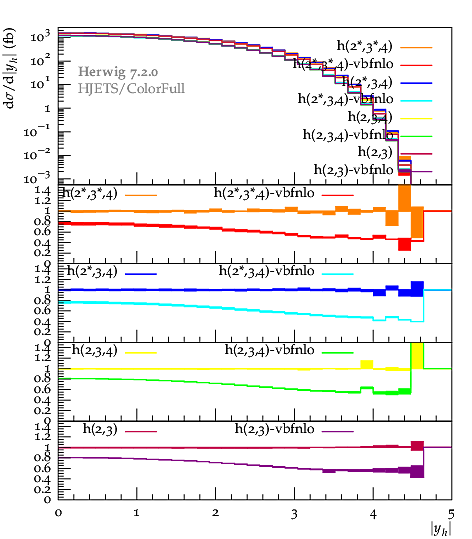 dσ/d|y_h| (fb)
10³
10²
10¹
1
10⁻¹
10⁻²
10⁻³
Herwig 7.2.0
HJETS/ColorFull
h(2*,3*,4)
h(2*,3*,4)-vbfnlo
(2*,3,4)
h(2*,3,4)-vbfnlo
h(2,3,4)
h(2,3,4)-vbfnlo
h(2,3)
h(2,3)-vbfnlo
1.4
1.2
1
0.8
0.6
0.4
0.2
0
h(2*,3*,4)
h(2*,3*,4)-vbfnlo
1.4
1.2
1
0.8
0.6
0.4
0.2
0
h(2*,3,4)
h(2*,3,4)-vbfnlo
1.4
1.2
1
0.8
0.6
0.4
0.2
0
h(2,3,4)
h(2,3,4)-vbfnlo
1.4
1.2
1
0.8
0.6
0.4
0.2
0
h(2,3)
h(2,3)-vbfnlo
0 1 2 3 4 5
|y_h|